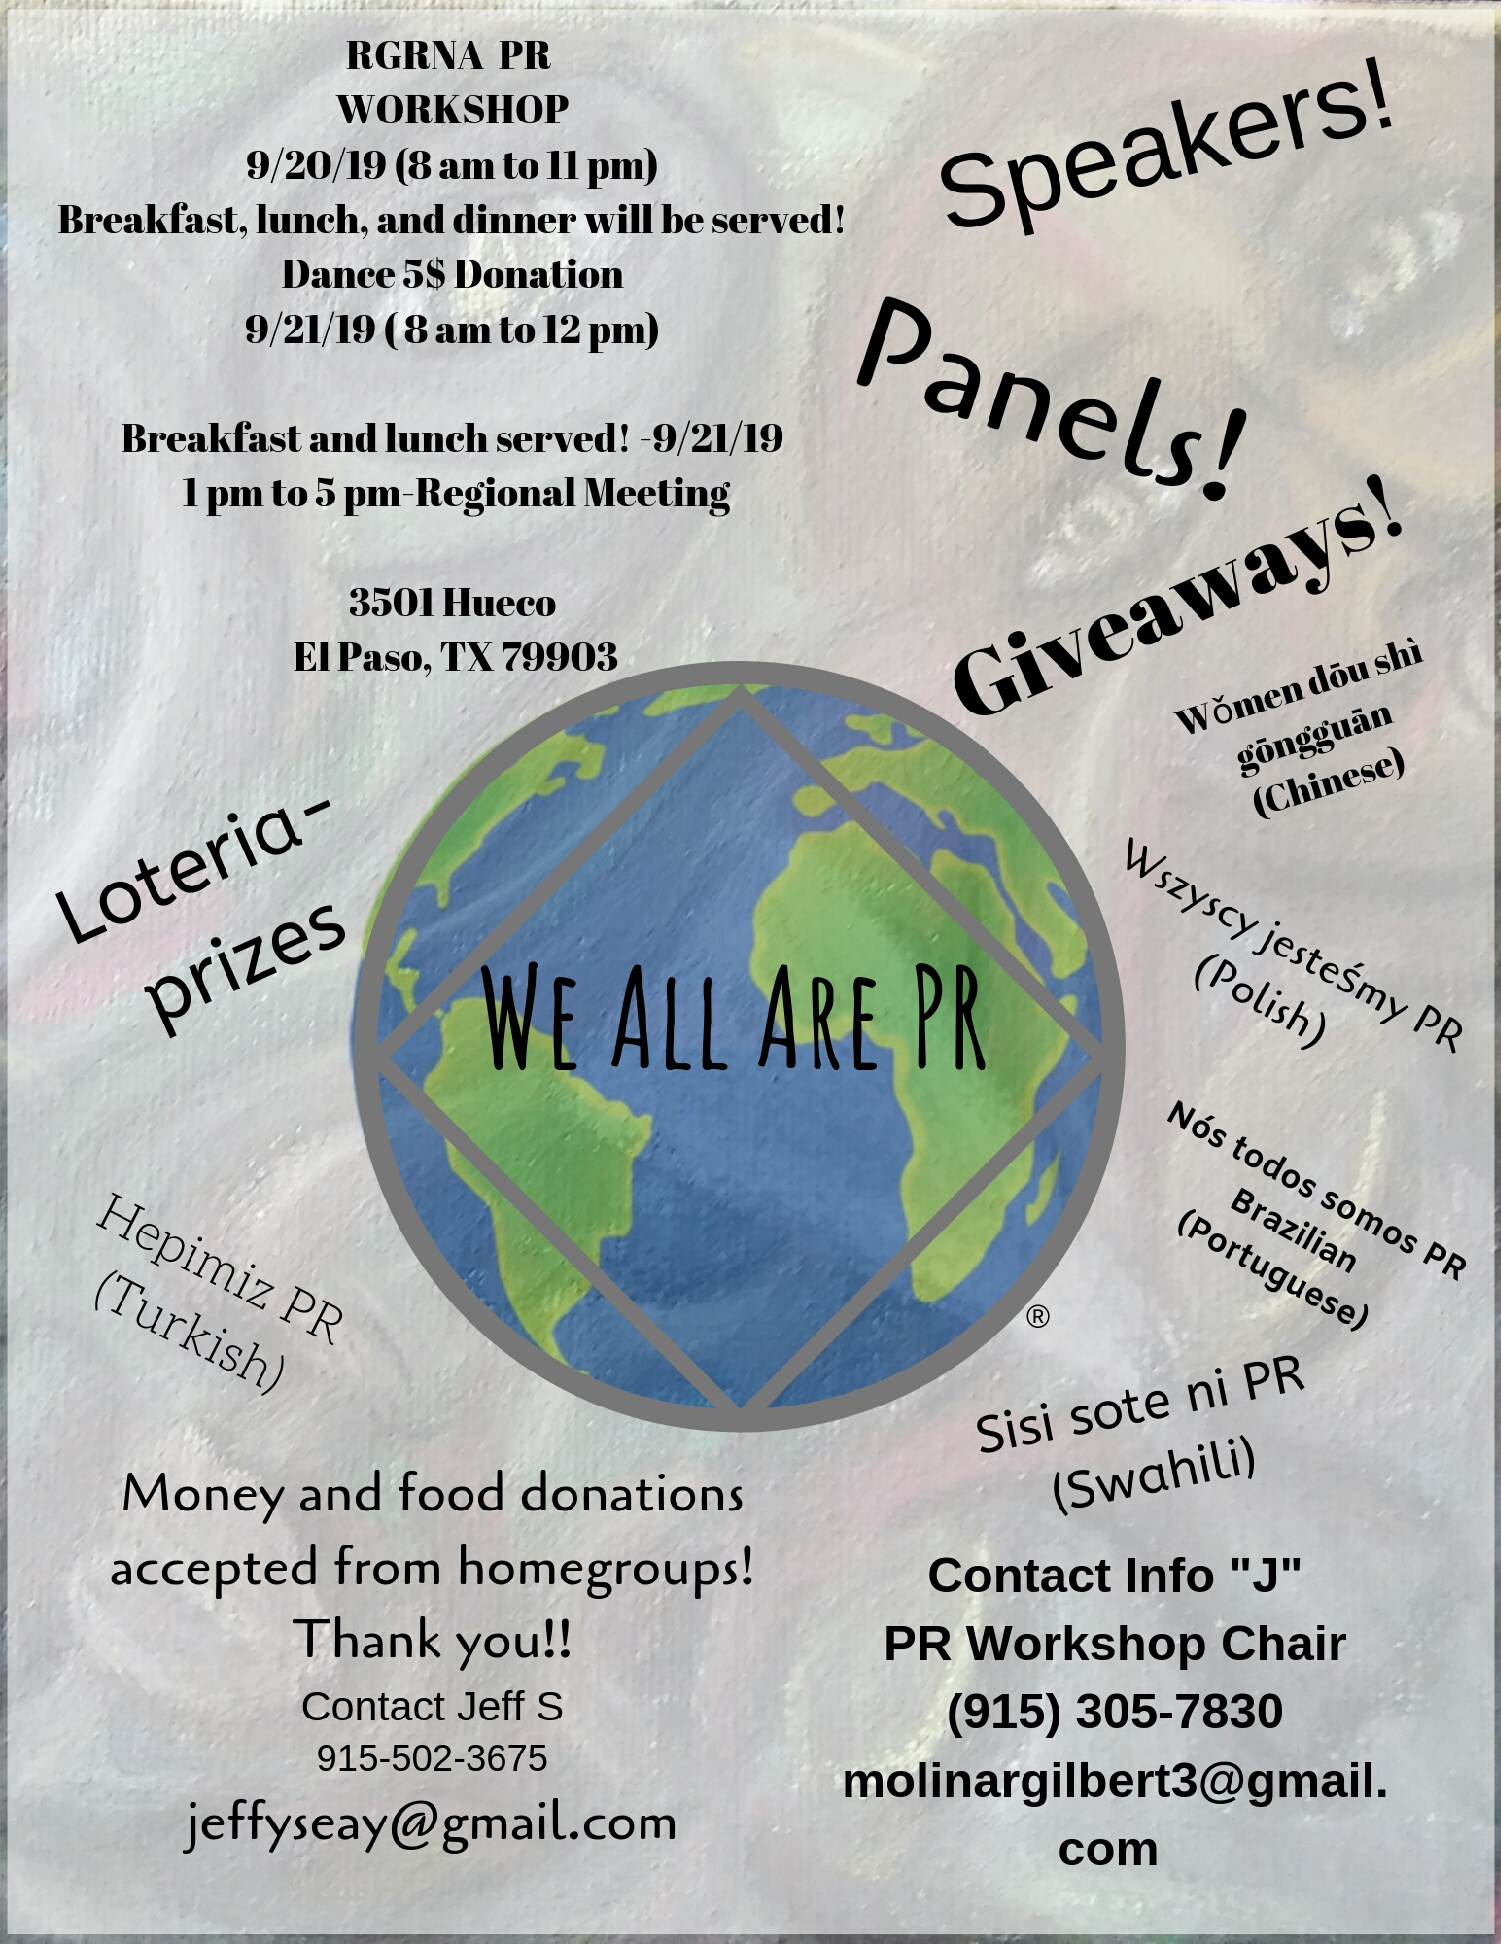 RGRNA PR
WORKSHOP
9/20/19 (8 am to 11 pm)
Breakfast, lunch, and dinner will be served!
Dance 5$ Donation
9/21/19 ( 8 am to 12 pm)
Breakfast and lunch served! -9/21/19
1 pm to 5 pm-Regional Meeting
3501 Hueco
El Paso, TX 79903
Speakers!
Panels!
Giveaways!
Wǒmen dōu shì
gōngguān
(Chinese)
Loteria-
prizes
Wszyscy jesteśmy PR
(Polish)
We All Are PR
Nós todos somos PR
Brazilian
(Portuguese)
Hepimiz PR
(Turkish)
®
Sisi sote ni PR
(Swahili)
Money and food donations
accepted from homegroups!
Thank you!!
Contact Jeff S
915-502-3675
jeffyseay@gmail.com
Contact Info "J"
PR Workshop Chair
(915) 305-7830
molinargilbert3@gmail.
com